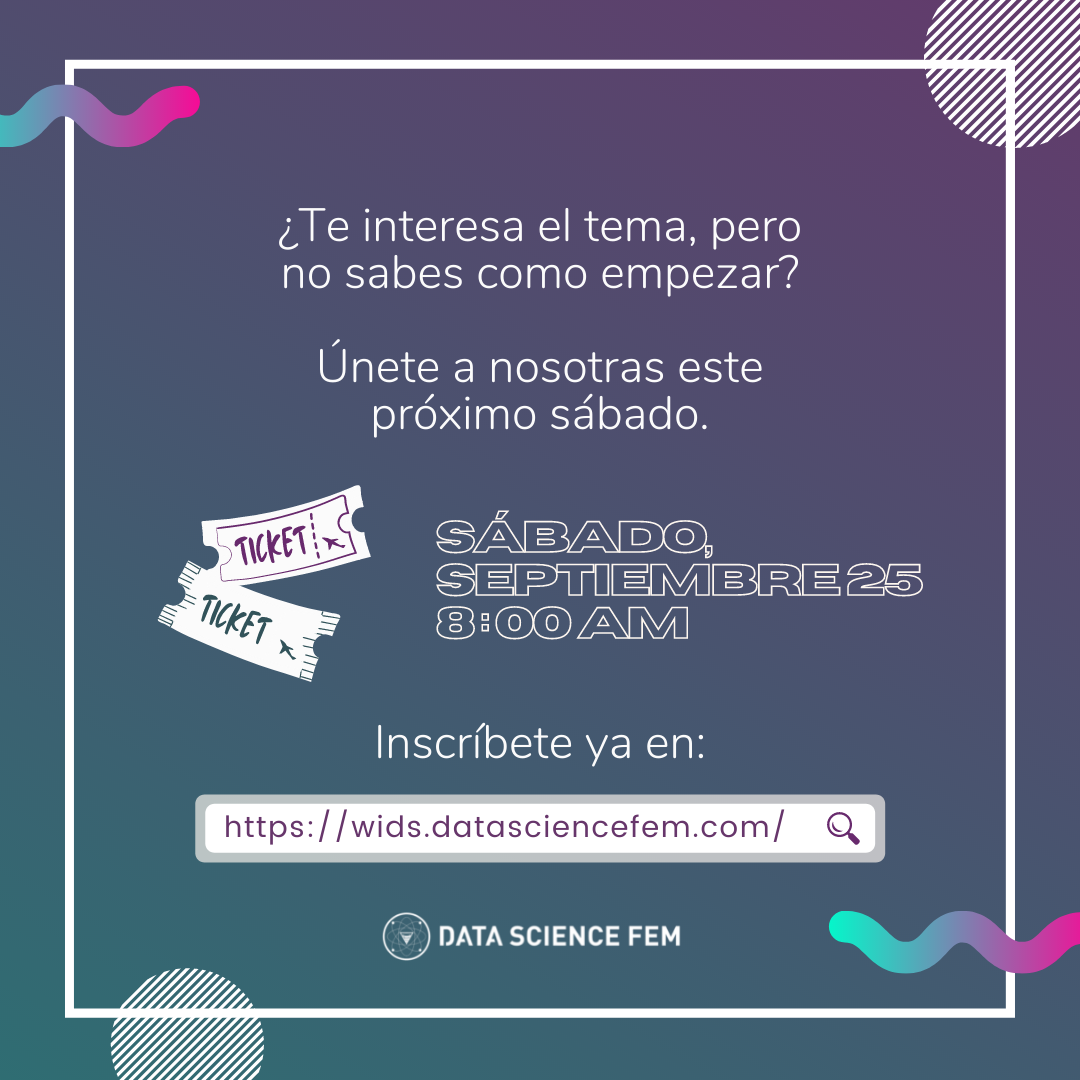 ¿Te interesa el tema, pero
no sabes como empezar?
Únete a nosotras este
próximo sábado.
TICKET
TICKET
SÁBADO,
SEPTIEMBRE 25
8:00 AM
Inscríbete ya en:
https://wids.datasciencefem.com/
DATA SCIENCE FEM